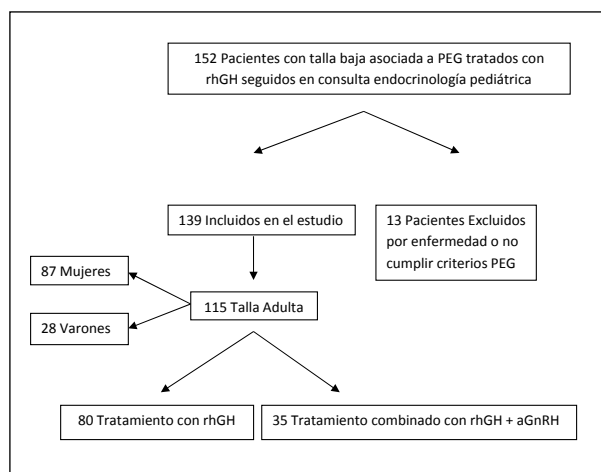 152 Pacientes con talla baja asociada a PEG tratados con
rhGH seguidos en consulta endocrinología pediátrica
139 Incluidos en el estudio
13 Pacientes Excluidos
por enfermedad o no
cumplir criterios PEG
87 Mujeres
28 Varones
115 Talla Adulta
80 Tratamiento con rhGH
35 Tratamiento combinado con rhGH + aGnRH